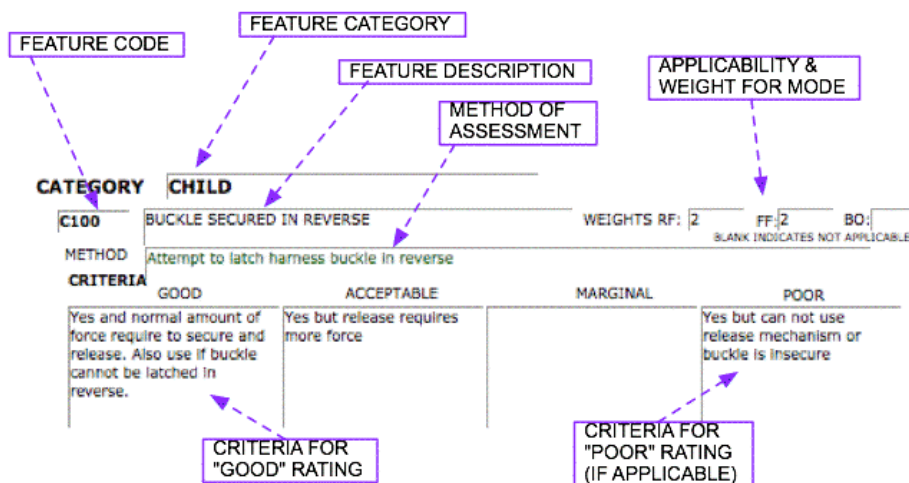 FEATURE CODE
FEATURE CATEGORY
FEATURE DESCRIPTION
METHOD OF
ASSESSMENT
APPLICABILITY &
WEIGHT FOR MODE
CATEGORY CHILD
C100 BUCKLE SECURED IN REVERSE WEIGHTS RF: 2 FF: 2 BO:
BLANK INDICATES NOT APPLICABLE
METHOD Attempt to latch harness buckle in reverse
CRITERIA
GOOD ACCEPTABLE MARGINAL POOR
Yes and normal amount of
force require to secure and
release. Also use if buckle
cannot be latched in
reverse.
Yes but release requires
more force
Yes but can not use
release mechanism or
buckle is insecure
CRITERIA FOR
"GOOD" RATING
CRITERIA FOR
"POOR" RATING
(IF APPLICABLE)